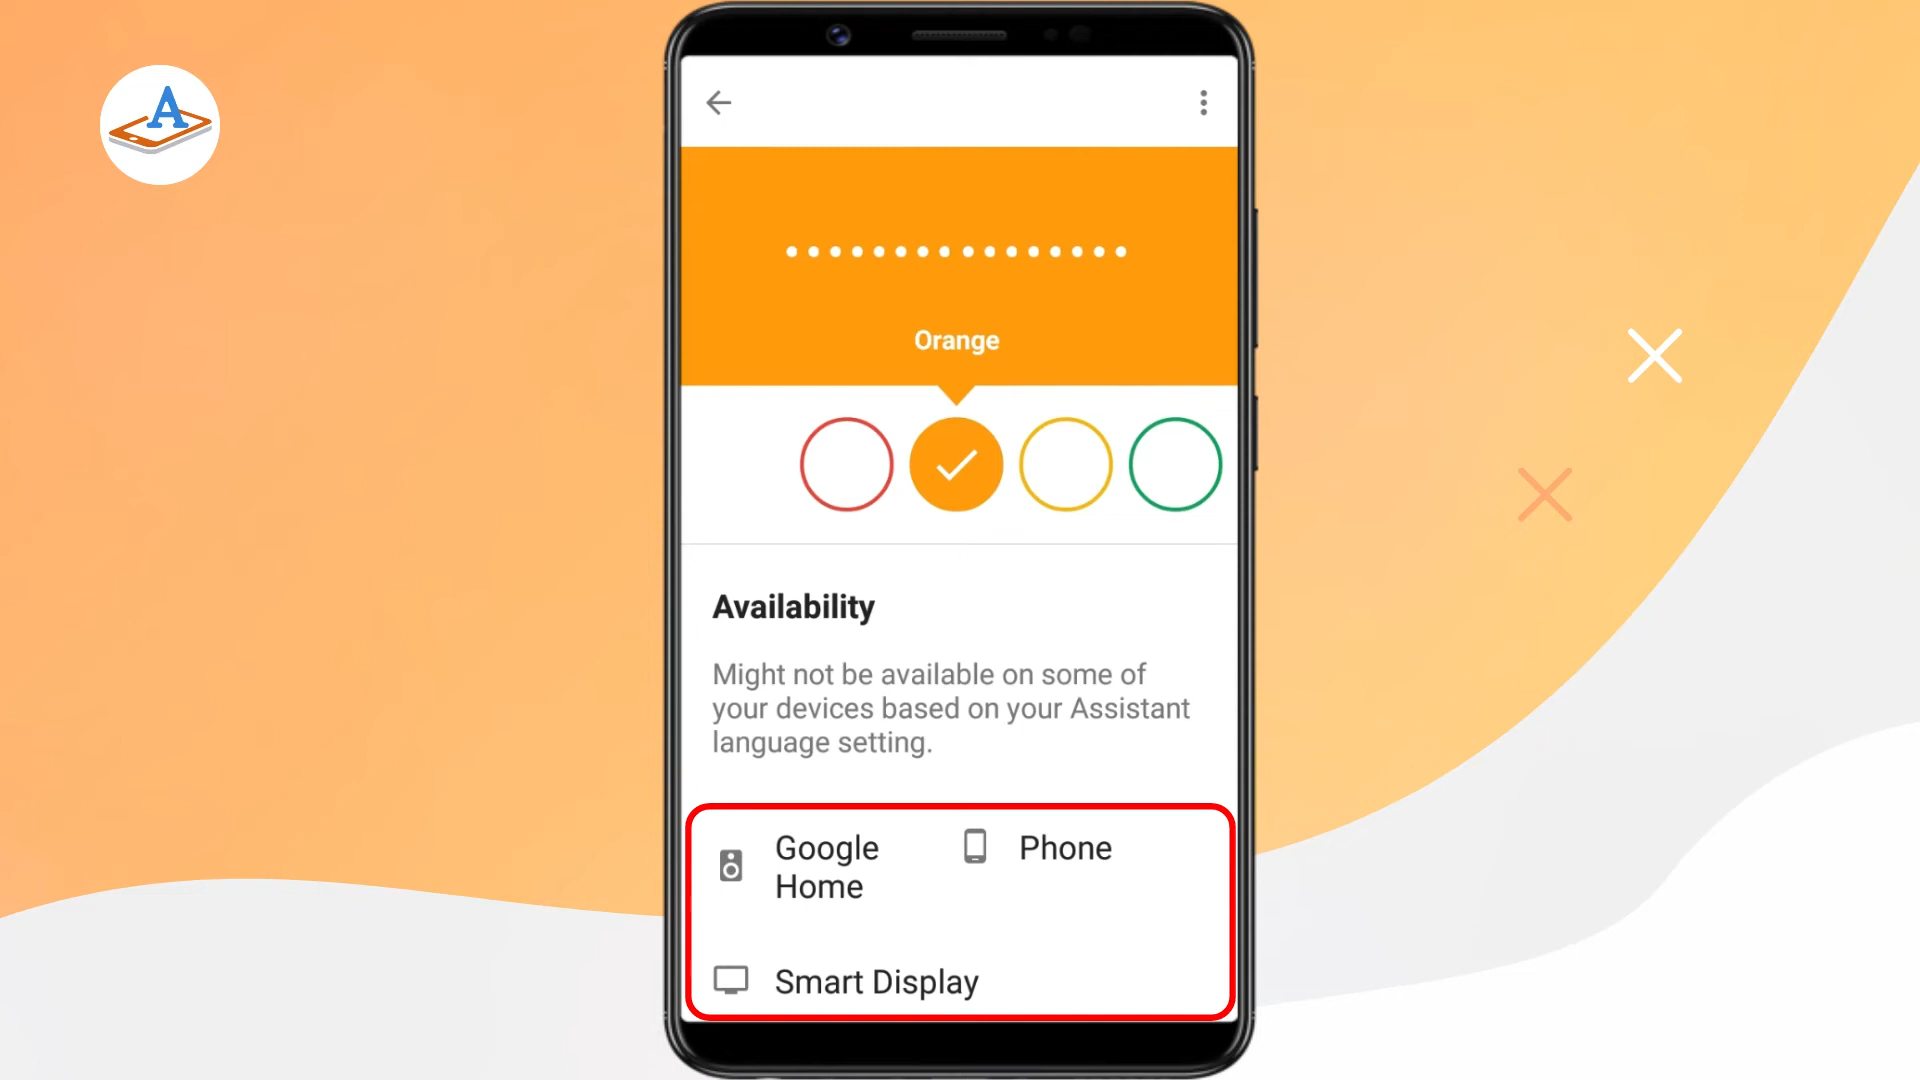 A
Orange
Availability
Might not be available on some of
your devices based on your Assistant
language setting.
Google
Home
Phone
Smart Display